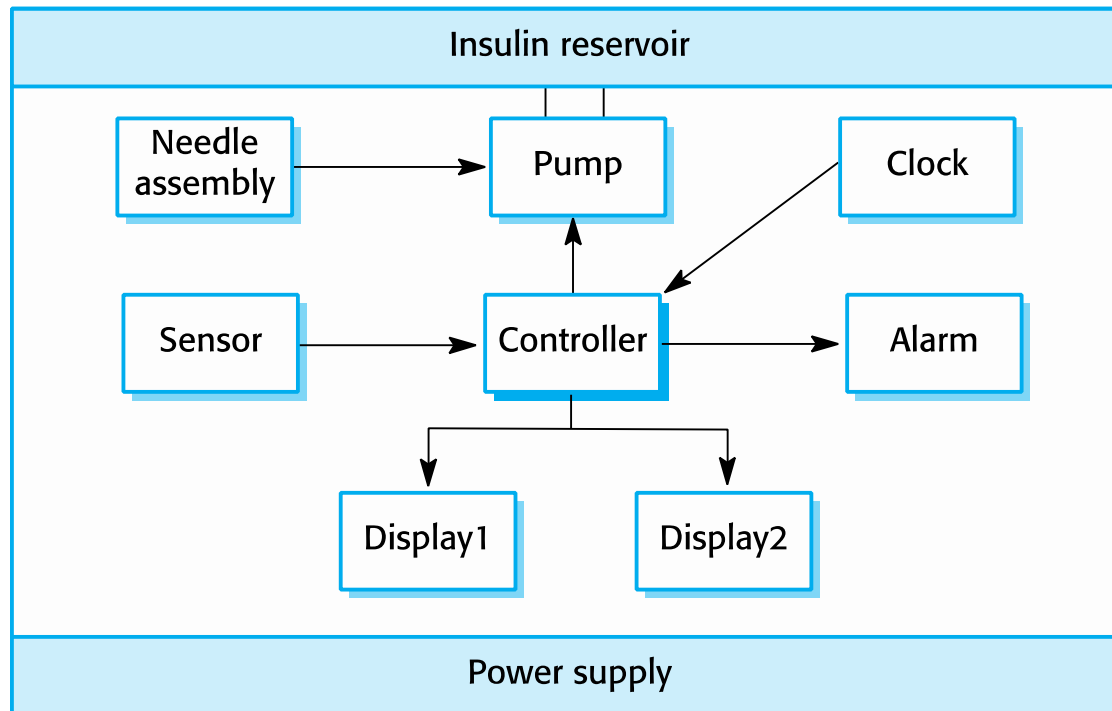 Insulin reservoir
Needle
assembly
Pump
Clock
Sensor
Controller
Alarm
Display1
Display2
Power supply